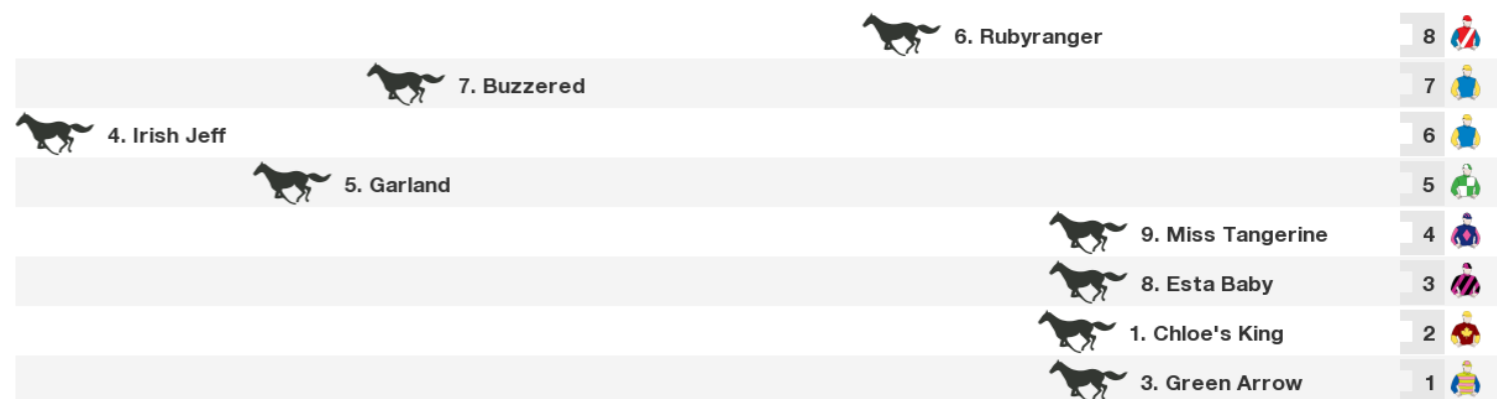 6. Rubyranger 8
7. Buzzered 7
4. Irish Jeff 6
5. Garland 5
9. Miss Tangerine 4
8. Esta Baby 3
1. Chloe's King 2
3. Green Arrow 1